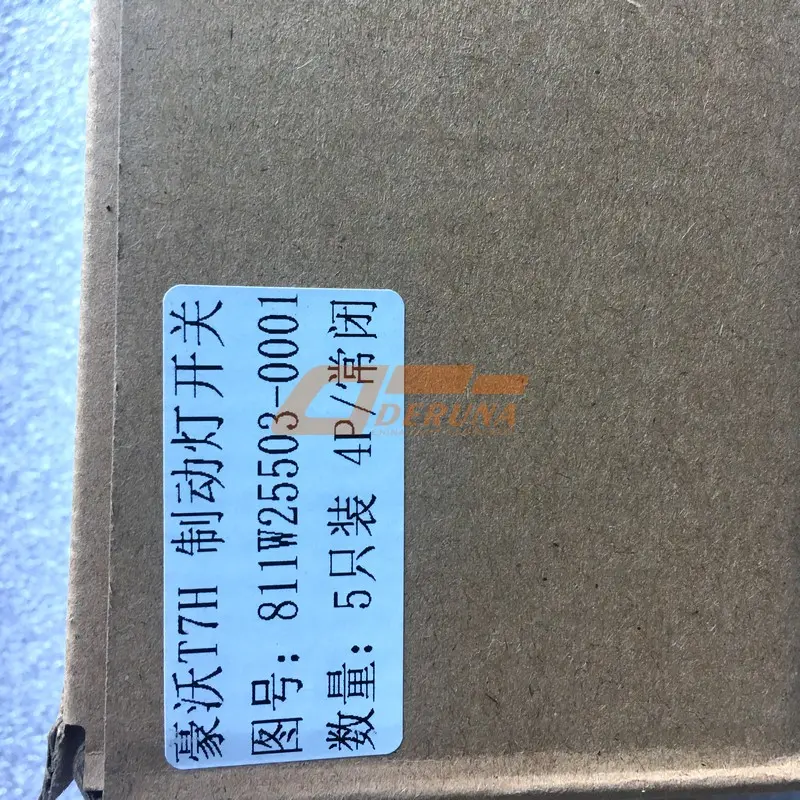 豪沃T7H 制动灯开关
图号: 811W25503-0001
数量: 5只装 4P/常闭
DERUNA